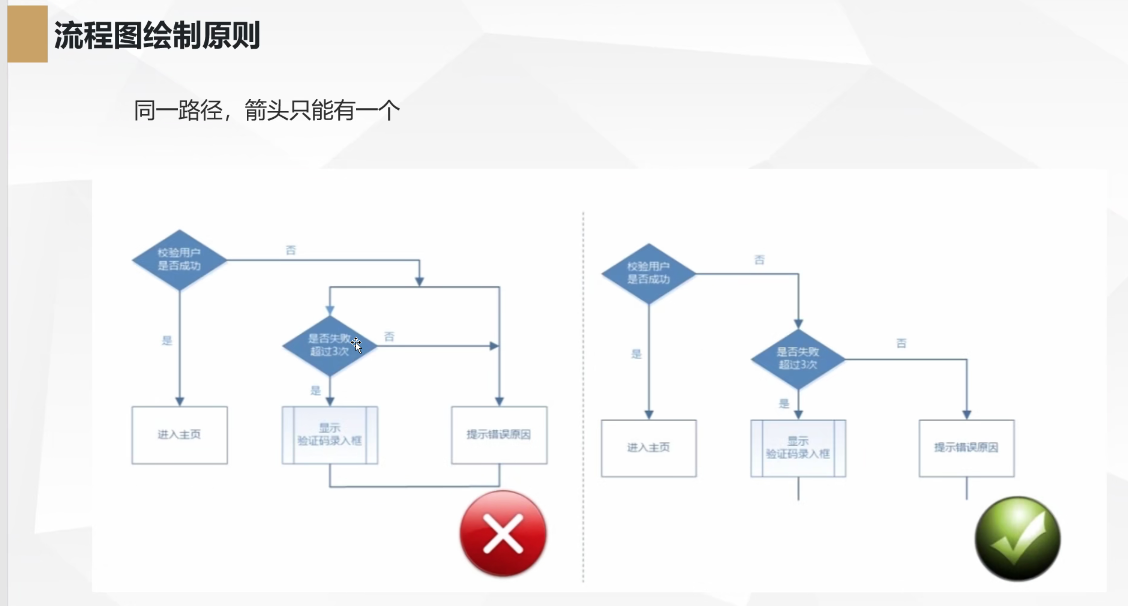 流程图绘制原则
同一路径，箭头只能有一个
校验用户
是否成功
否
是
是否失败
超过3次
否
是
进入主页
显示
验证码录入框
提示错误原因
校验用户
是否成功
否
是
是否失败
超过3次
否
是
进入主页
显示
验证码录入框
提示错误原因